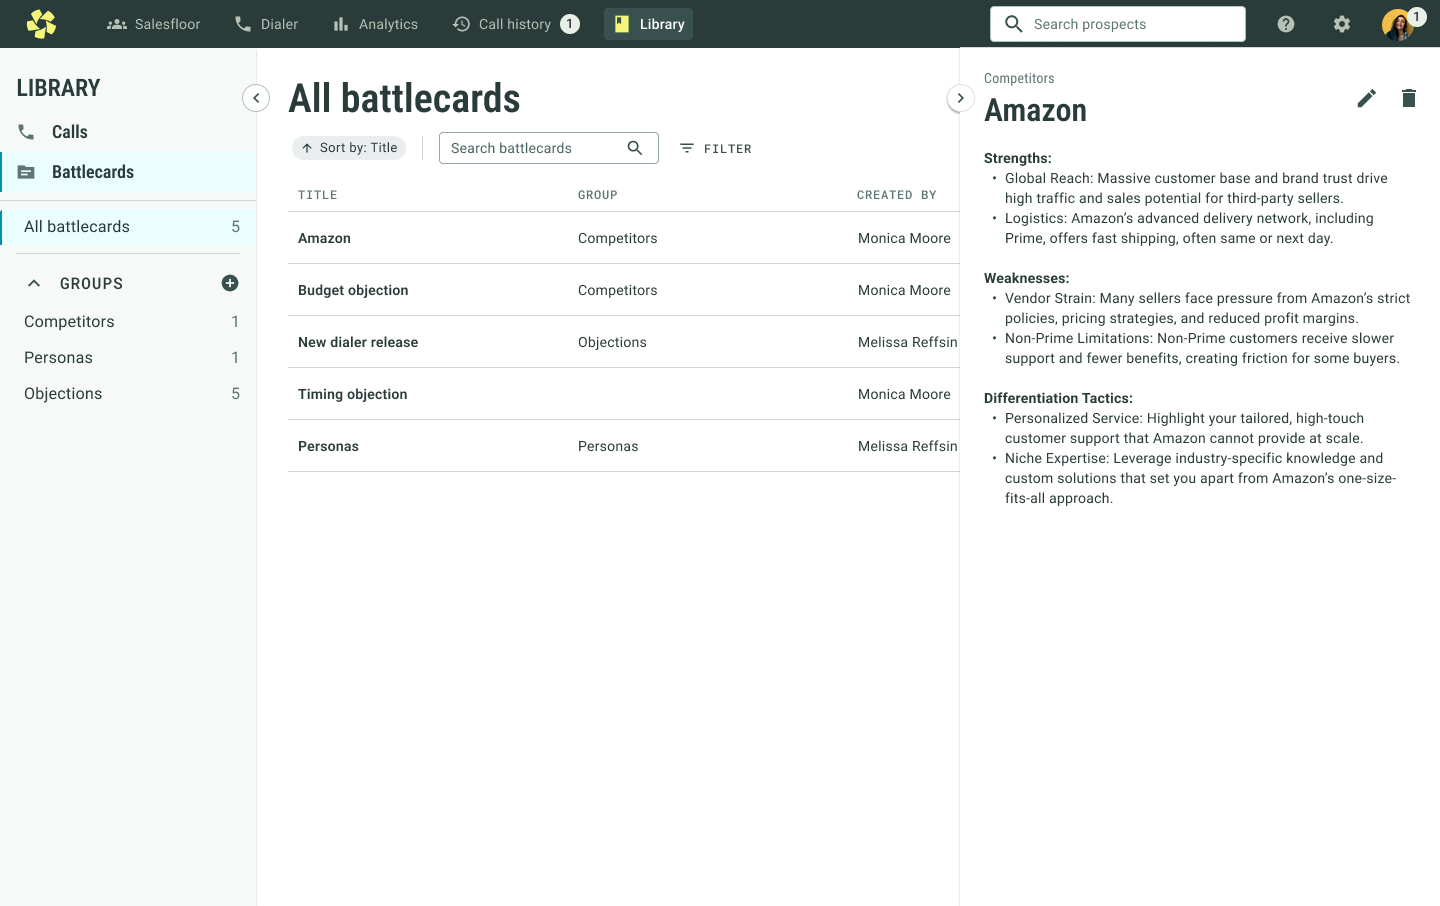 Salesfloor
Dialer
Analytics
Call history 1
Library
Search prospects
1
LIBRARY
Calls
Battlecards
All battlecards 5
GROUPS
Competitors 1
Personas 1
Objections 5
All battlecards
Sort by: Title
Search battlecards
FILTER
TITLE GROUP CREATED BY
Amazon Competitors Monica Moore
Budget objection Competitors Monica Moore
New dialer release Objections Melissa Reffsin
Timing objection Monica Moore
Personas Personas Melissa Reffsin
Competitors
Amazon
Strengths:
• Global Reach: Massive customer base and brand trust drive
high traffic and sales potential for third-party sellers.
• Logistics: Amazon’s advanced delivery network, including
Prime, offers fast shipping, often same or next day.
Weaknesses:
• Vendor Strain: Many sellers face pressure from Amazon’s strict
policies, pricing strategies, and reduced profit margins.
• Non-Prime Limitations: Non-Prime customers receive slower
support and fewer benefits, creating friction for some buyers.
Differentiation Tactics:
• Personalized Service: Highlight your tailored, high-touch
customer support that Amazon cannot provide at scale.
• Niche Expertise: Leverage industry-specific knowledge and
custom solutions that set you apart from Amazon’s one-size-
fits-all approach.